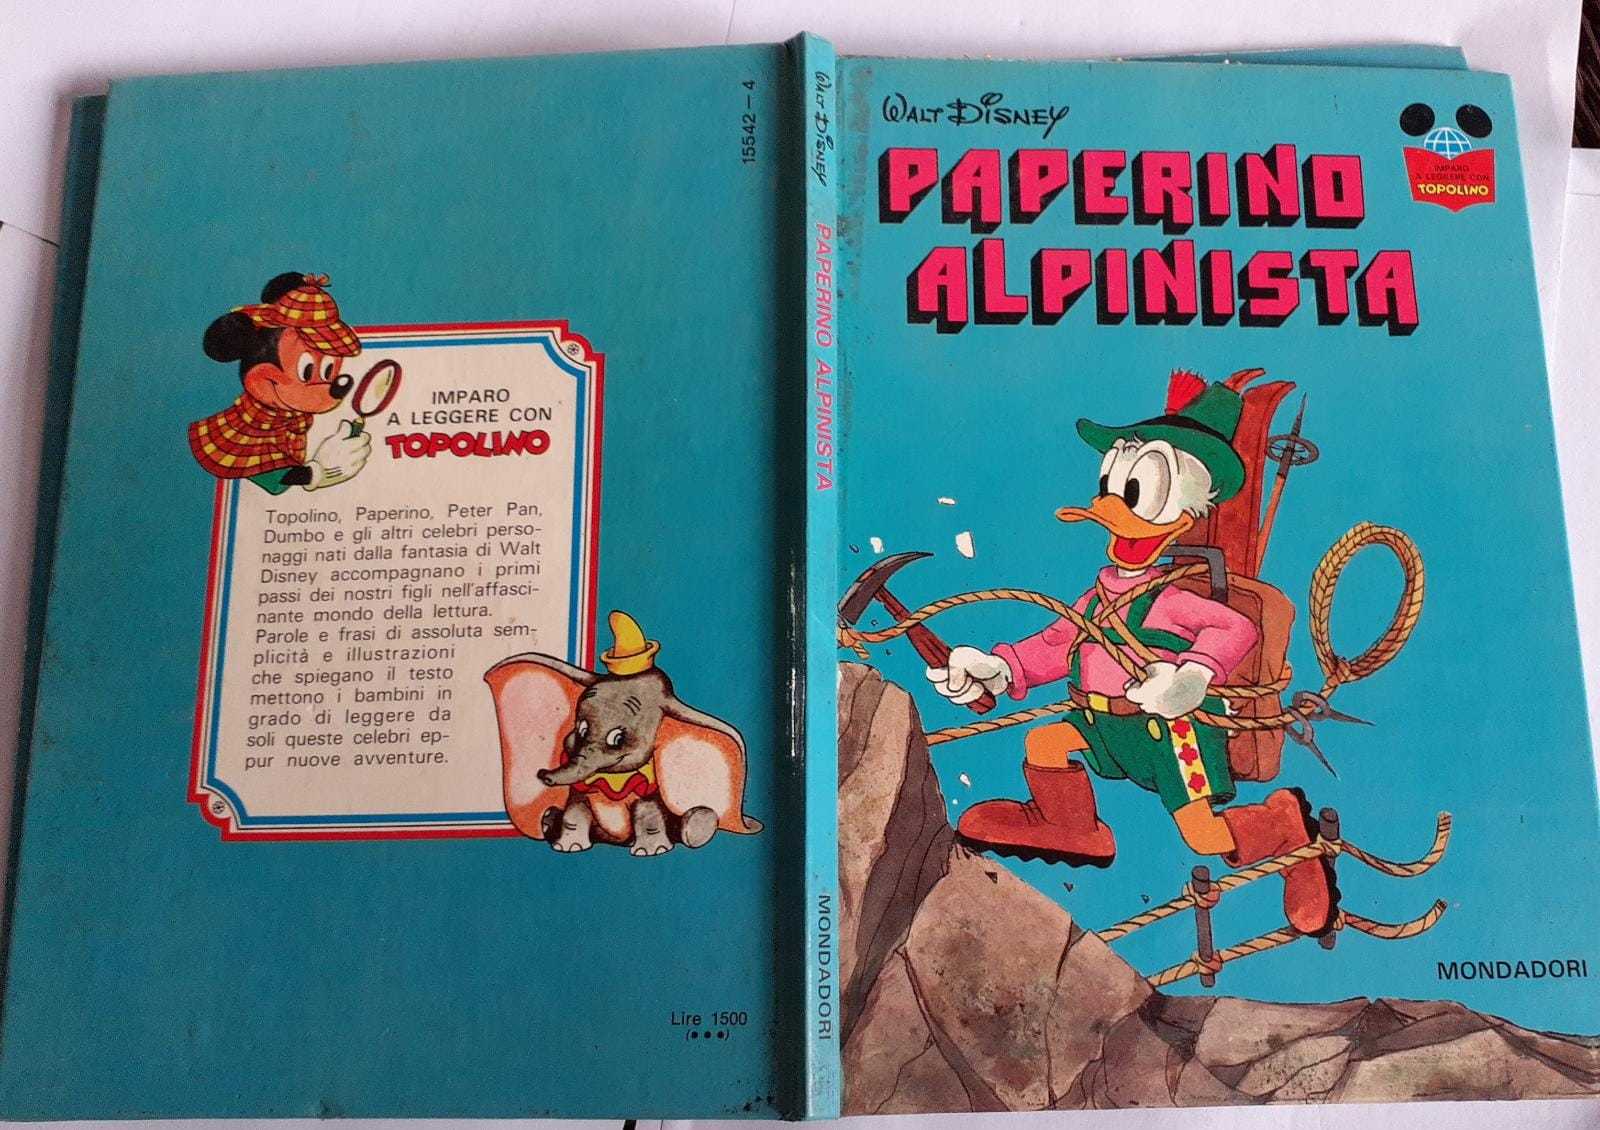 15542-4
IMPARO
A LEGGERE CON
TOPOLINO
Topolino, Paperino, Peter Pan,
Dumbo e gli altri celebri perso-
naggi nati dalla fantasia di Walt
Disney accompagnano i primi
passi dei nostri figli nell'affasci-
nante mondo della lettura.
Parole e frasi di assoluta sem-
plicità e illustrazioni
che spiegano il testo
mettono i bambini in
grado di leggere da
soli queste celebri ep-
pur nuove avventure.
Lire 1500
(•••)
WALT DISNEY
PAPERINO ALPINISTA
MONDADORI
WALT DISNEY
PAPERINO
ALPINISTA
IMPARO
A LEGGERE CON
TOPOLINO
MONDADORI